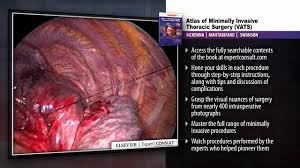 Atlas of Minimally Invasive
Thoracic Surgery (VATS)
McKENNA | MAHTABIFARD | SWANSON
Access the fully searchable contents
of the book at expertconsult.com
Hone your skills in each procedure
through step-by-step instructions,
along with tips and discussions of
complications
Grasp the visual nuances of surgery
from nearly 400 intraoperative
photographs
Master the full range of
minimally invasive procedures
Watch procedures performed by the
experts who helped pioneer them
ELSEVIER | Expert CONSULT